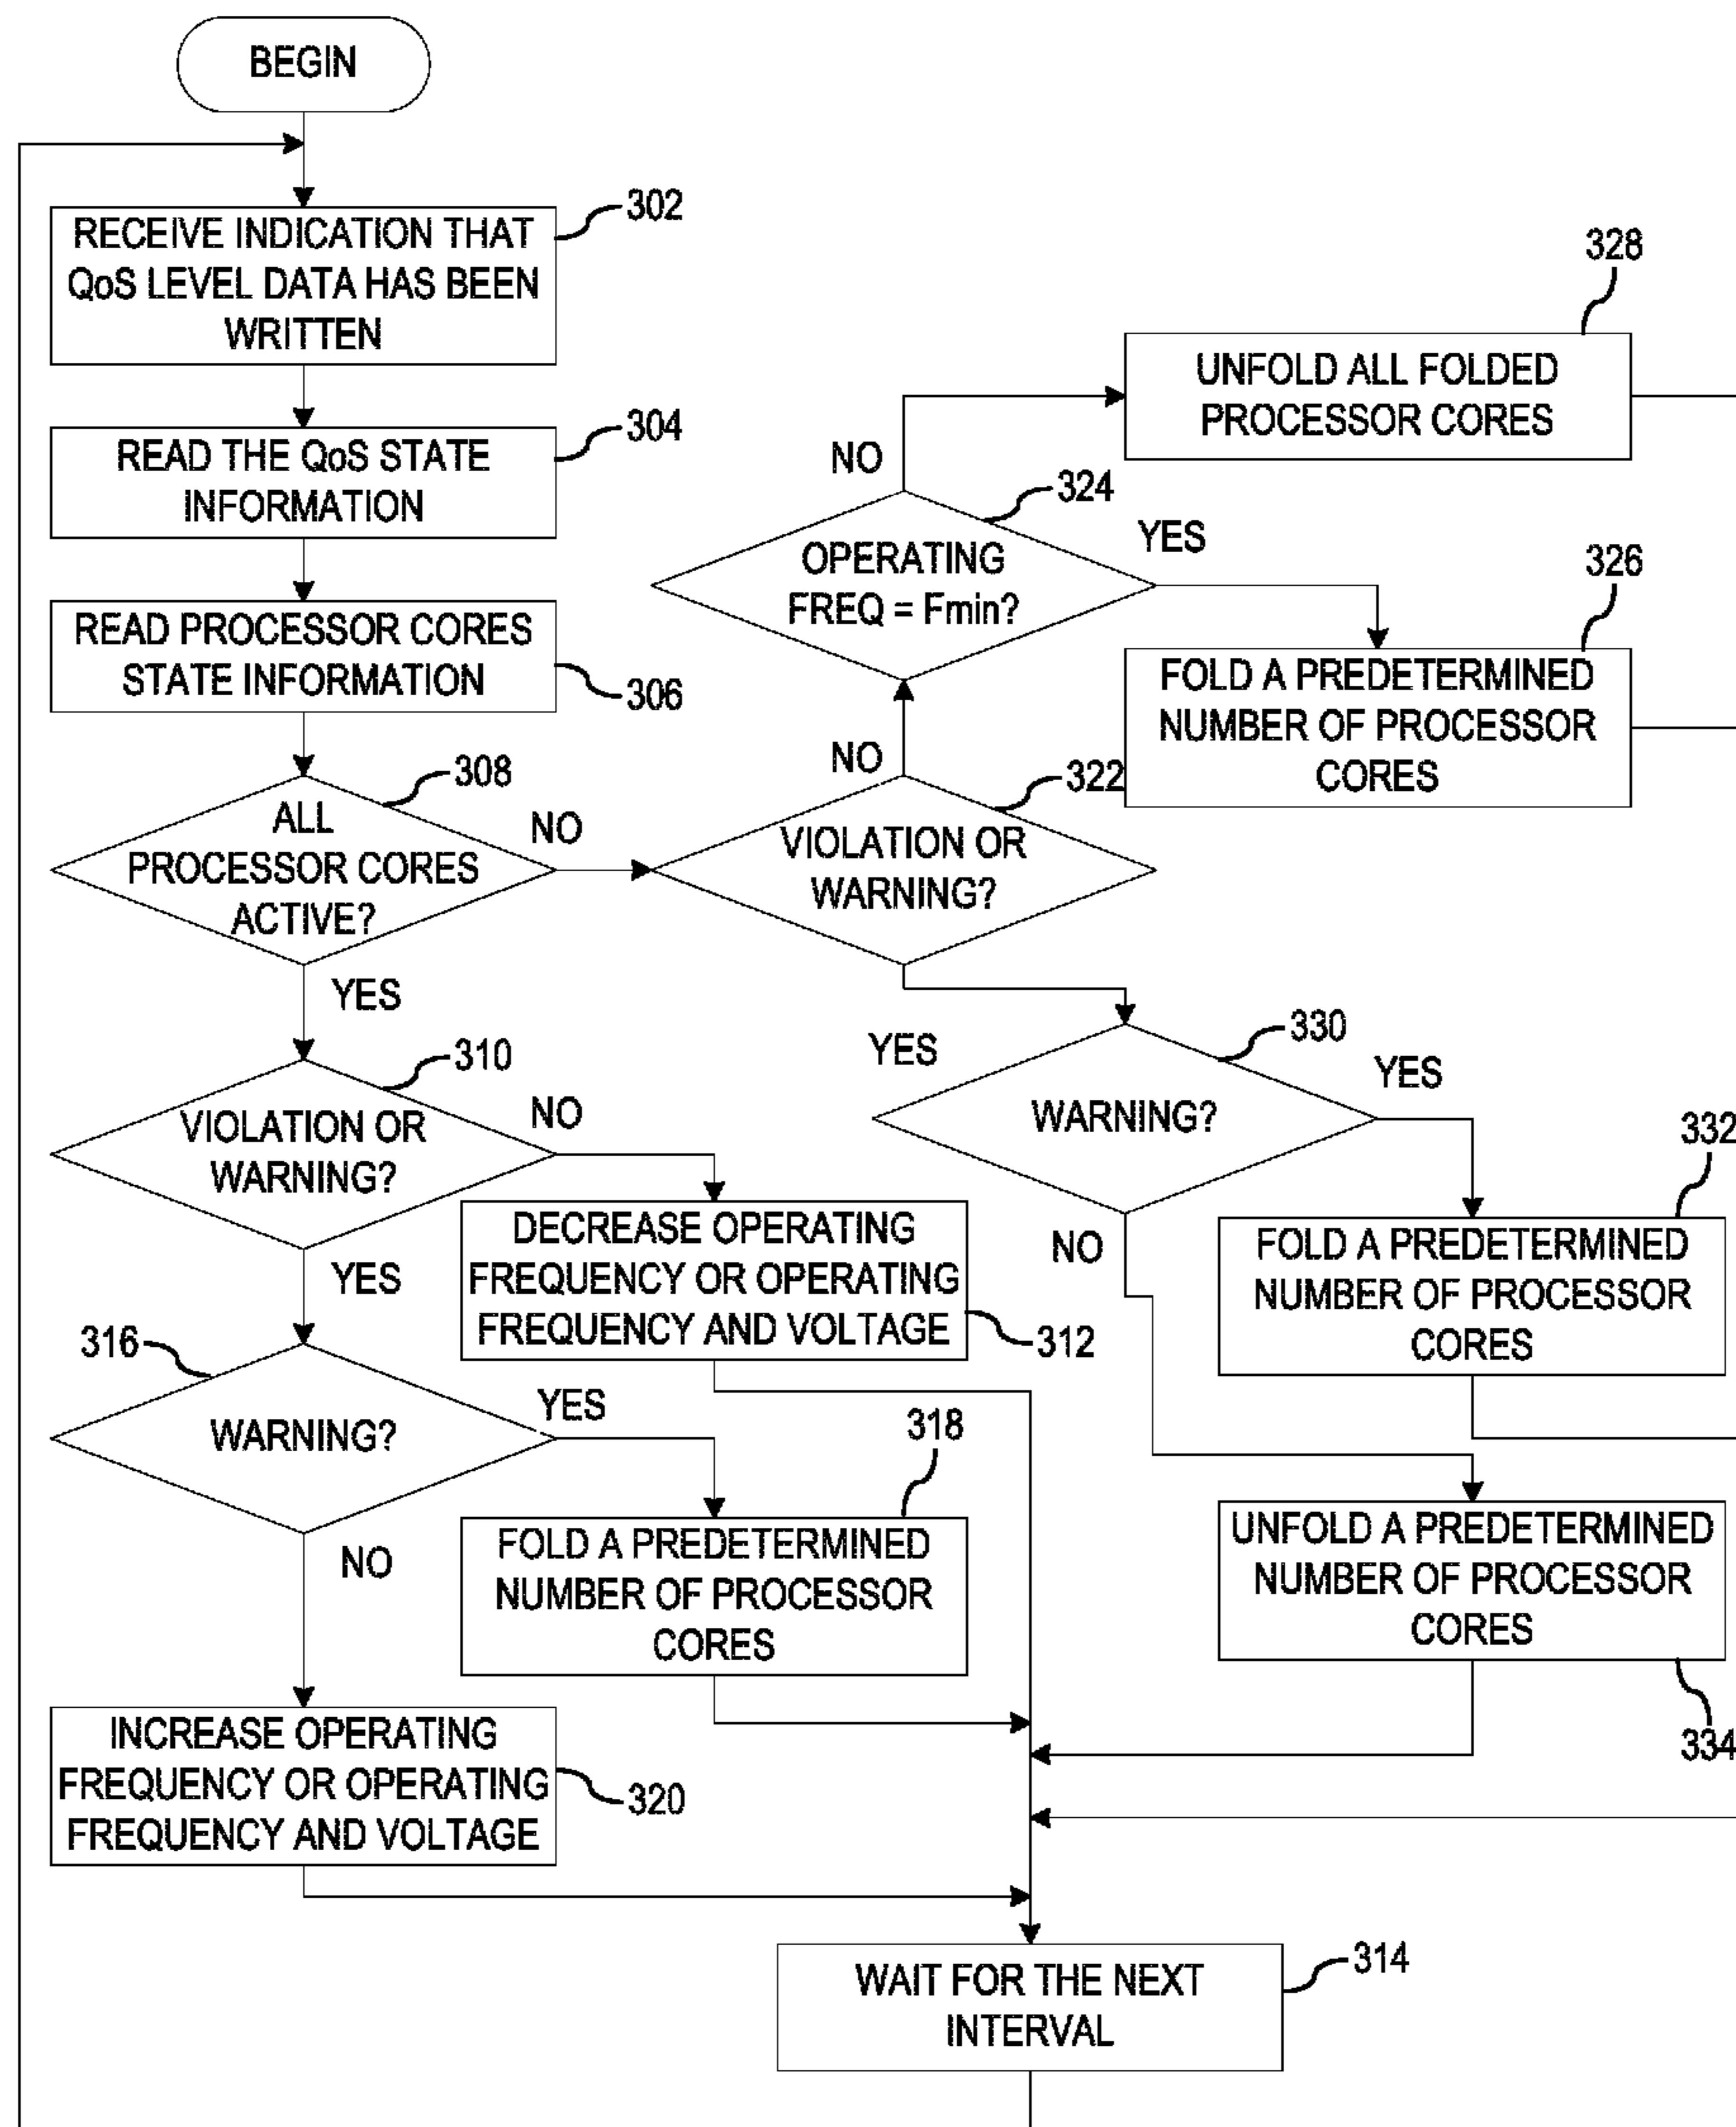 BEGIN
RECEIVE INDICATION THAT
QoS LEVEL DATA HAS BEEN
WRITTEN
302
READ THE QoS STATE
INFORMATION
304
READ PROCESSOR CORES
STATE INFORMATION
306
ALL
PROCESSOR CORES
ACTIVE?
308
NO
YES
VIOLATION OR
WARNING?
310
NO
YES
DECREASE OPERATING
FREQUENCY OR OPERATING
FREQUENCY AND VOLTAGE
312
316
WARNING?
YES
NO
318
FOLD A PREDETERMINED
NUMBER OF PROCESSOR
CORES
INCREASE OPERATING
FREQUENCY OR OPERATING
FREQUENCY AND VOLTAGE
320
VIOLATION OR
WARNING?
322
NO
YES
OPERATING
FREQ = Fmin?
324
NO
YES
328
UNFOLD ALL FOLDED
PROCESSOR CORES
326
FOLD A PREDETERMINED
NUMBER OF PROCESSOR
CORES
WARNING?
330
YES
NO
332
FOLD A PREDETERMINED
NUMBER OF PROCESSOR
CORES
UNFOLD A PREDETERMINED
NUMBER OF PROCESSOR
CORES
334
WAIT FOR THE NEXT
INTERVAL
314